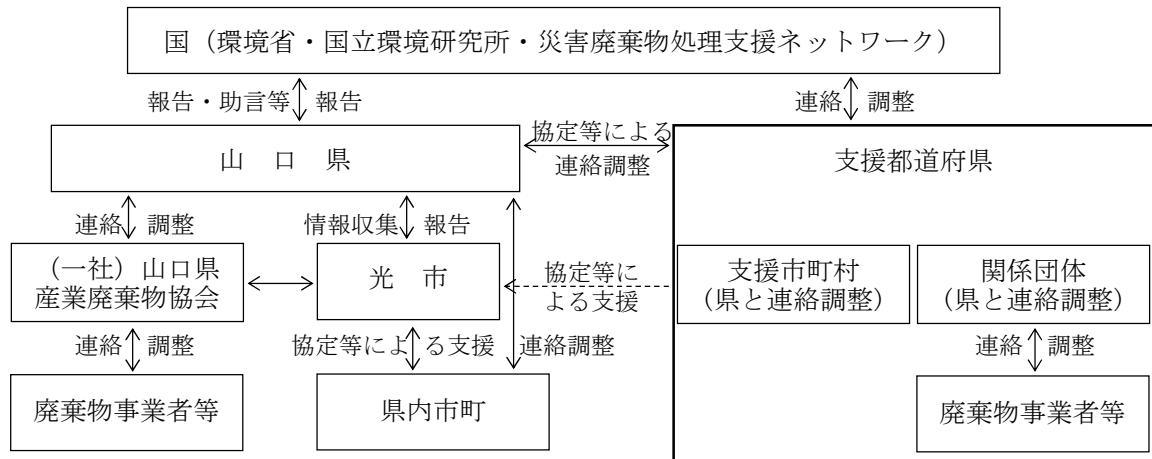 国（環境省・国立環境研究所・災害廃棄物処理支援ネットワーク）
報告・助言等 報告
連絡 調整
山 口 県
協定等による
連絡調整
支援都道府県
連絡 調整
情報収集 報告
（一社）山口県
産業廃棄物協会
光 市
協定等に
よる支援
支援市町村
（県と連絡調整）
関係団体
（県と連絡調整）
連絡 調整
協定等による支援
連絡調整
連絡 調整
廃棄物事業者等
県内市町
廃棄物事業者等